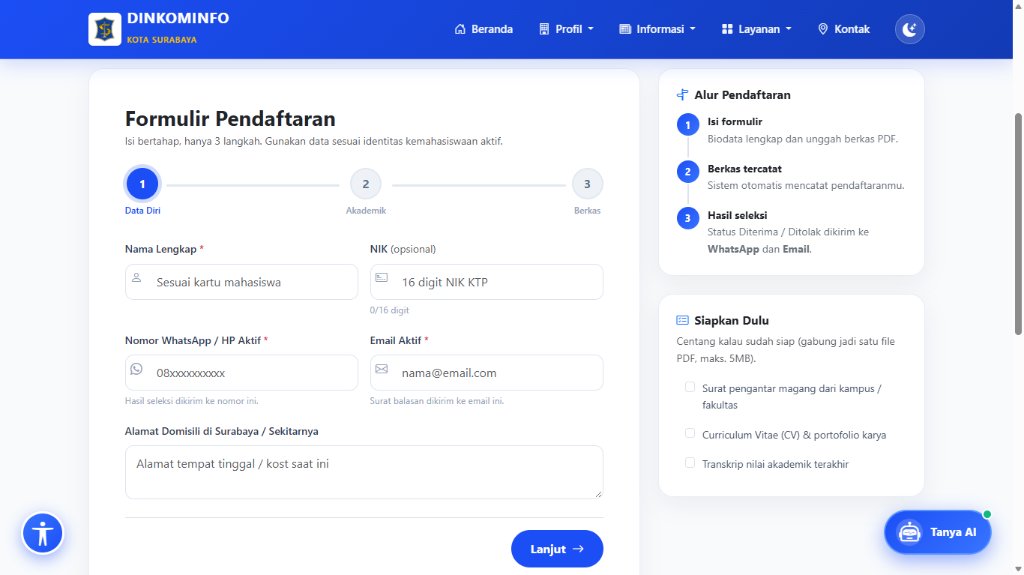 DINKOMINFO
KOTA SURABAYA
Beranda
Profil
Informasi
Layanan
Kontak
Formulir Pendaftaran
Isi bertahap, hanya 3 langkah. Gunakan data sesuai identitas kemahasiswaan aktif.
1
2
3
Data Diri
Akademik
Berkas
Nama Lengkap *
Sesuai kartu mahasiswa
NIK (opsional)
16 digit NIK KTP
0/16 digit
Nomor WhatsApp / HP Aktif *
08xxxxxxxxxx
Hasil seleksi dikirim ke nomor ini.
Email Aktif *
nama@email.com
Surat balasan dikirim ke email ini.
Alamat Domisili di Surabaya / Sekitarnya
Alamat tempat tinggal / kost saat ini
Lanjut →
Alur Pendaftaran
1
Isi formulir
Biodata lengkap dan unggah berkas PDF.
2
Berkas tercatat
Sistem otomatis mencatat pendaftaranmu.
3
Hasil seleksi
Status Diterima / Ditolak dikirim ke
WhatsApp dan Email.
Siapkan Dulu
Centang kalau sudah siap (gabung jadi satu file
PDF, maks. 5MB).
Surat pengantar magang dari kampus /
fakultas
Curriculum Vitae (CV) & portofolio karya
Transkrip nilai akademik terakhir
Tanya AI